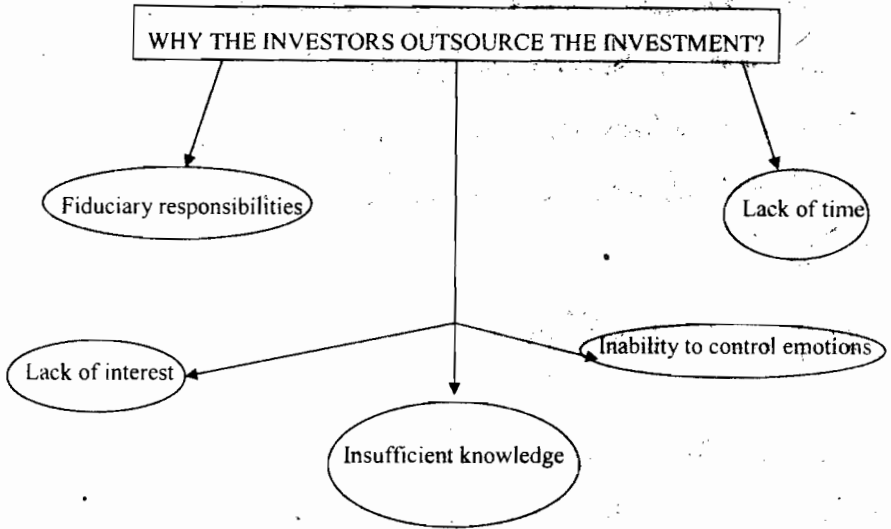 WHY THE INVESTORS OUTSOURCE THE INVESTMENT?
Fiduciary responsibilities
Lack of time
Inability to control emotions
Lack of interest
Insufficient knowledge